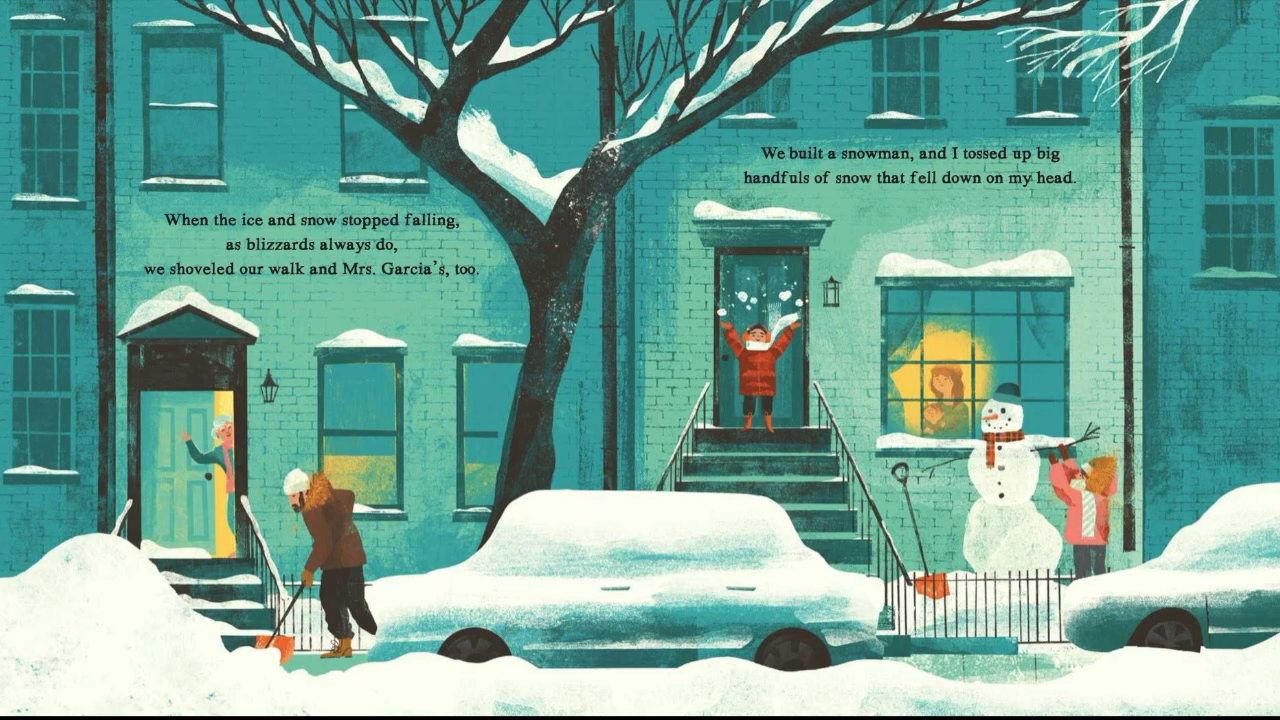 When the ice and snow stopped falling,
as blizzards always do,
we shoveled our walk and Mrs. Garcia's, too.
We built a snowman, and I tossed up big
handfuls of snow that fell down on my head.